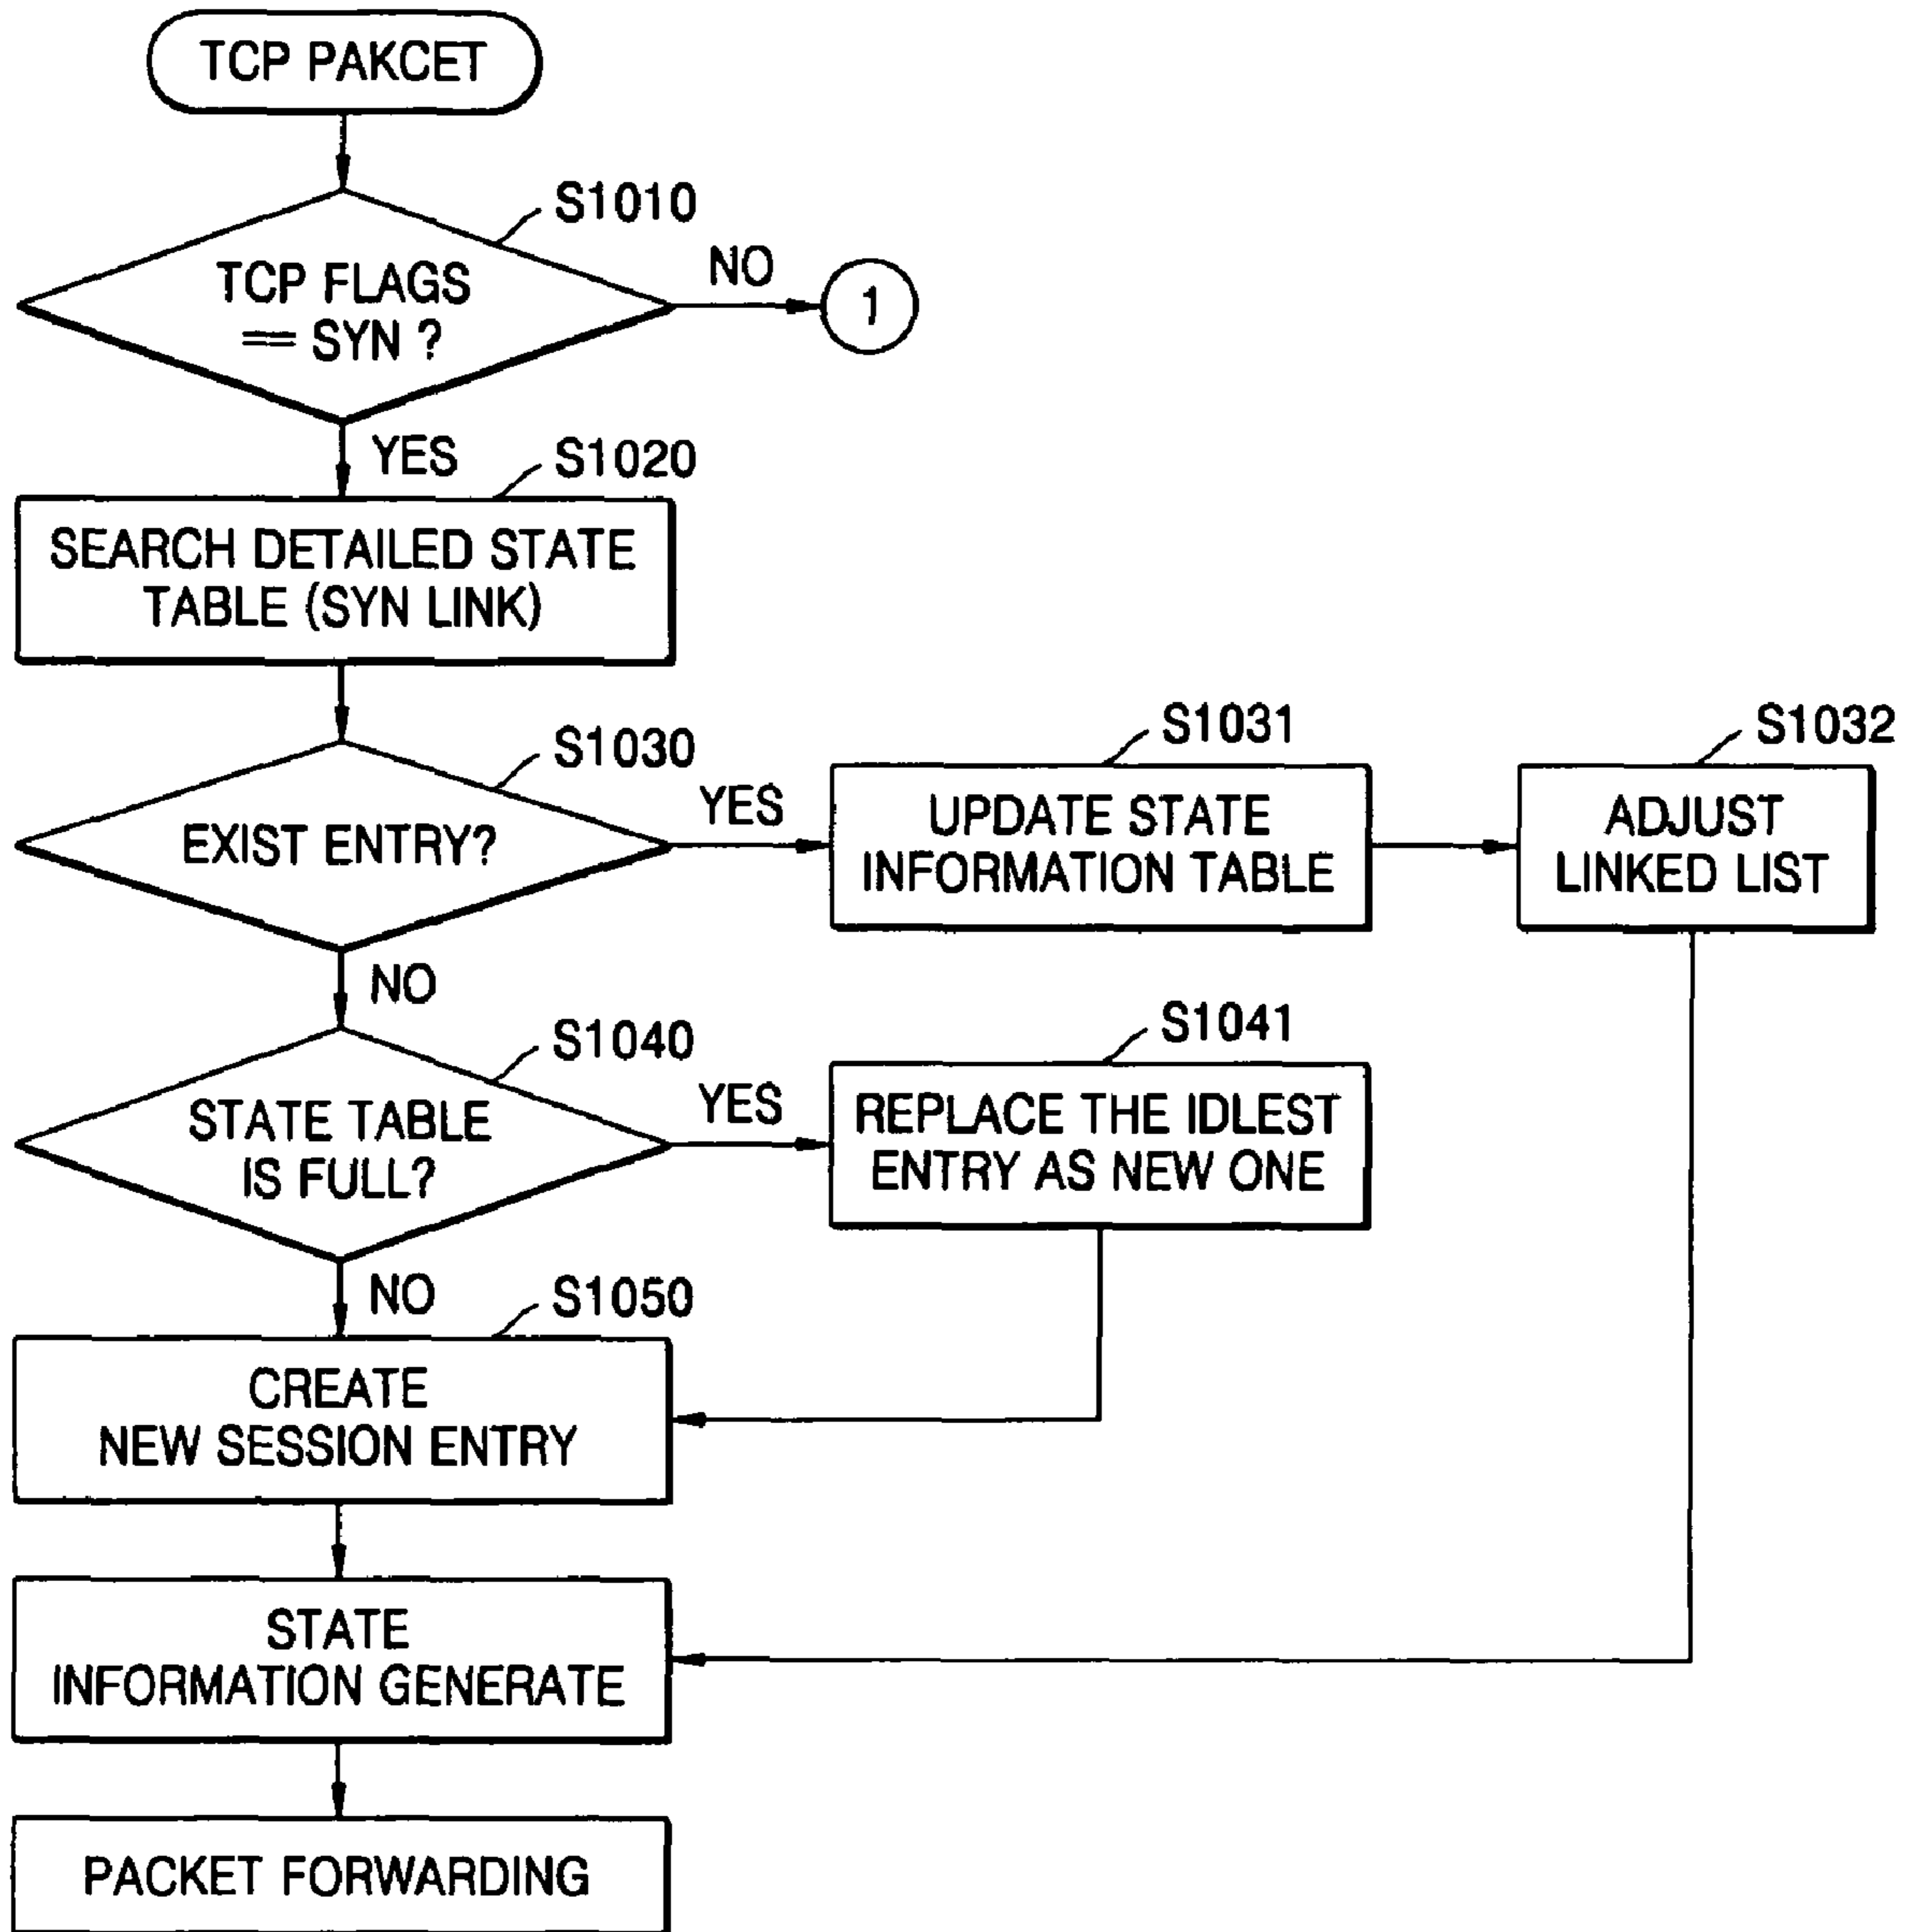 TCP PAKCET
S1010
TCP FLAGS
== SYN ?
NO
1
YES
S1020
SEARCH DETAILED STATE
TABLE (SYN LINK)
S1030
EXIST ENTRY?
YES
S1031
UPDATE STATE
INFORMATION TABLE
S1032
ADJUST
LINKED LIST
NO
S1040
STATE TABLE
IS FULL?
YES
S1041
REPLACE THE IDLEST
ENTRY AS NEW ONE
NO
S1050
CREATE
NEW SESSION ENTRY
STATE
INFORMATION GENERATE
PACKET FORWARDING